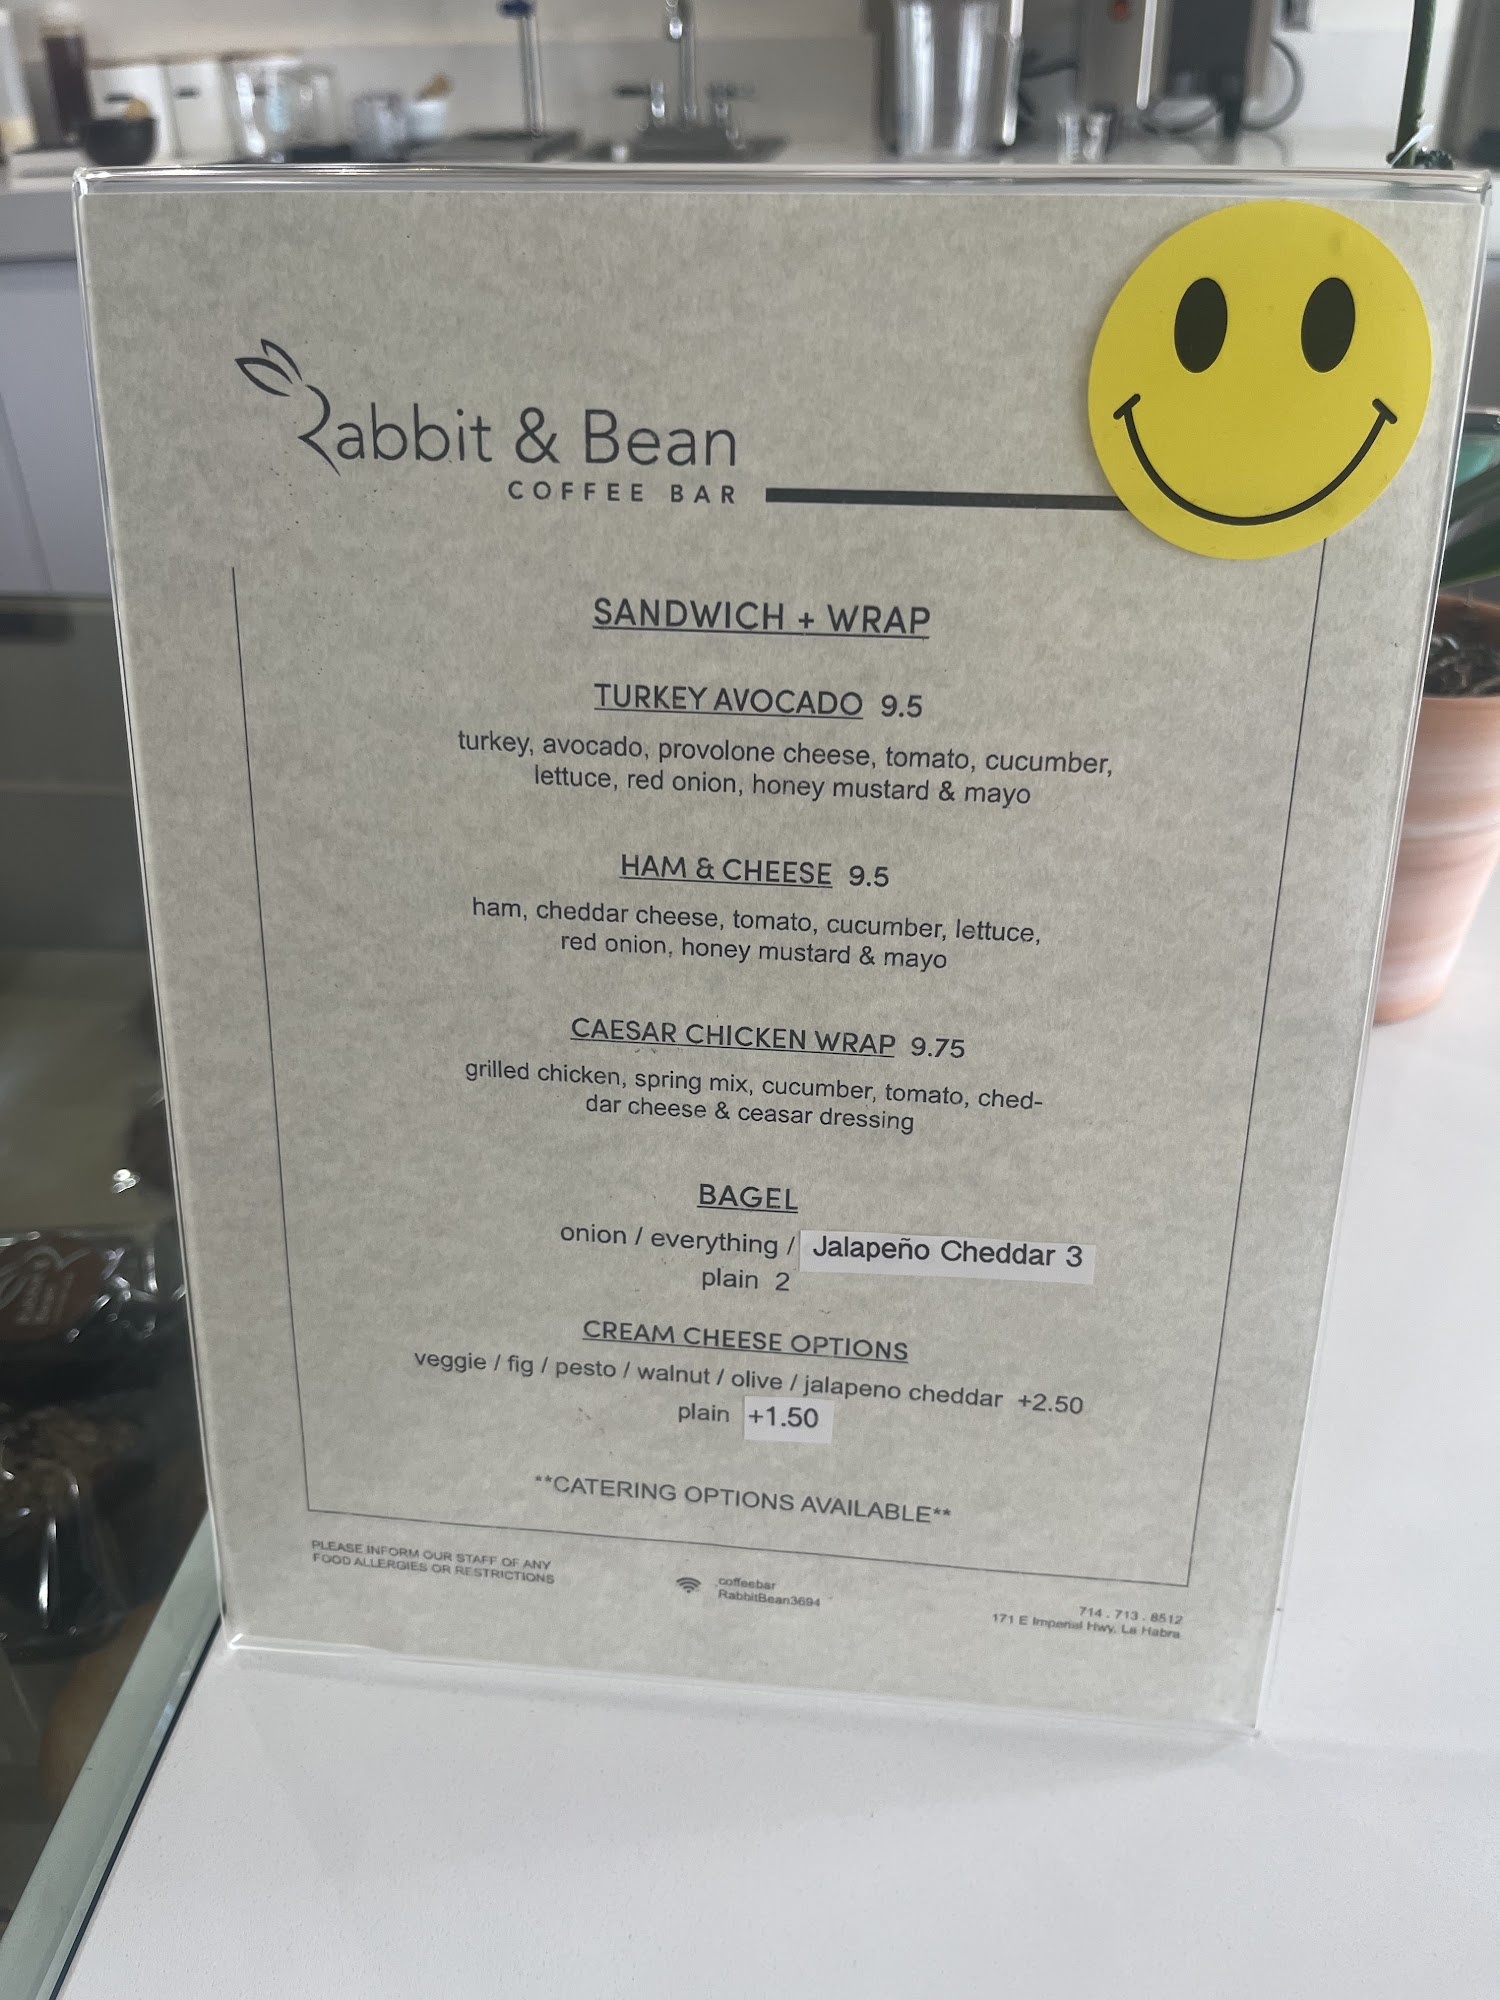 Rabbit & Bean
COFFEE BAR
SANDWICH + WRAP
TURKEY AVOCADO 9.5
turkey, avocado, provolone cheese, tomato, cucumber,
lettuce, red onion, honey mustard & mayo
HAM & CHEESE 9.5
ham, cheddar cheese, tomato, cucumber, lettuce,
red onion, honey mustard & mayo
CAESAR CHICKEN WRAP 9.75
grilled chicken, spring mix, cucumber, tomato, ched-
dar cheese & ceasar dressing
BAGEL
onion / everything / Jalapeño Cheddar 3
plain 2
CREAM CHEESE OPTIONS
veggie / fig / pesto / walnut / olive / jalapeno cheddar +2.50
plain +1.50
**CATERING OPTIONS AVAILABLE**
PLEASE INFORM OUR STAFF OF ANY
FOOD ALLERGIES OR RESTRICTIONS
coffeebar
RabbitBean3694
714 . 713 . 8512
171 E Imperial Hwy. La Habra